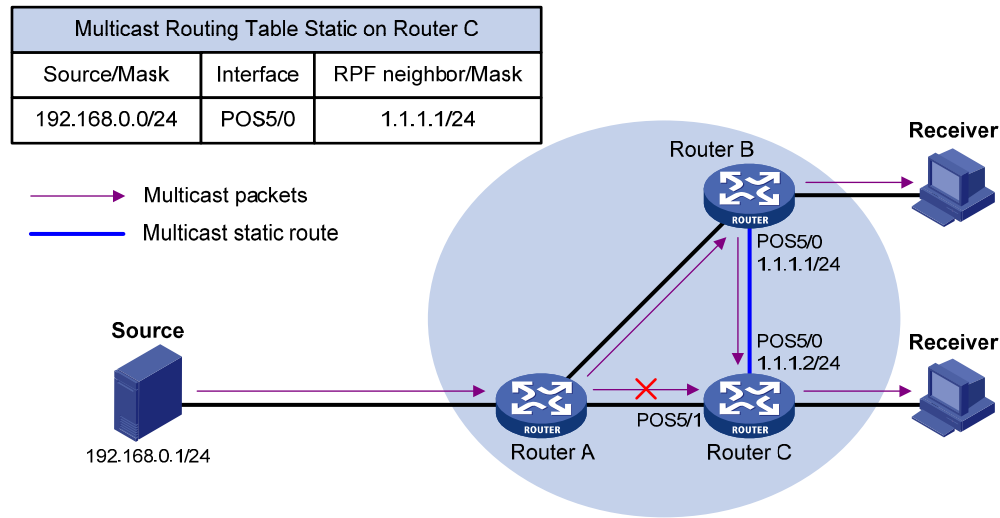 Multicast Routing Table Static on Router C
Source/Mask Interface RPF neighbor/Mask
192.168.0.0/24 POS5/0 1.1.1.1/24
Multicast packets
Multicast static route
Receiver
Router B
ROUTER
POS5/0
1.1.1.1/24
Source
192.168.0.1/24
ROUTER
Router A
POS5/0
1.1.1.2/24
POS5/1
ROUTER
Router C
Receiver